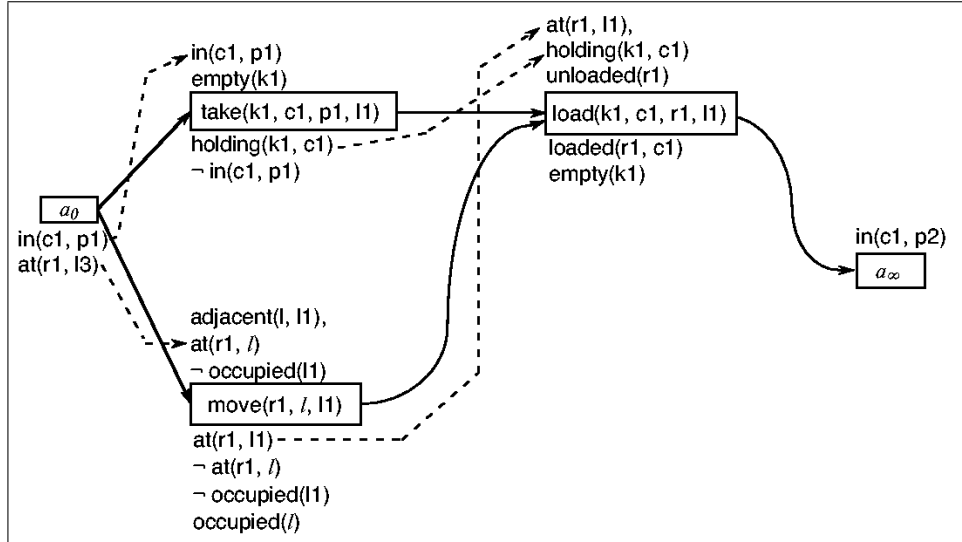 in(c1, p1)
empty(k1)
take(k1, c1, p1, l1)
holding(k1, c1)
¬ in(c1, p1)
at(r1, l1),
holding(k1, c1)
unloaded(r1)
load(k1, c1, r1, l1)
loaded(r1, c1)
empty(k1)
a0
in(c1, p1)
at(r1, l3)
in(c1, p2)
a∞
adjacent(l, l1),
at(r1, l)
¬ occupied(l1)
move(r1, l, l1)
at(r1, l1)
¬ at(r1, l)
¬ occupied(l1)
occupied(l)